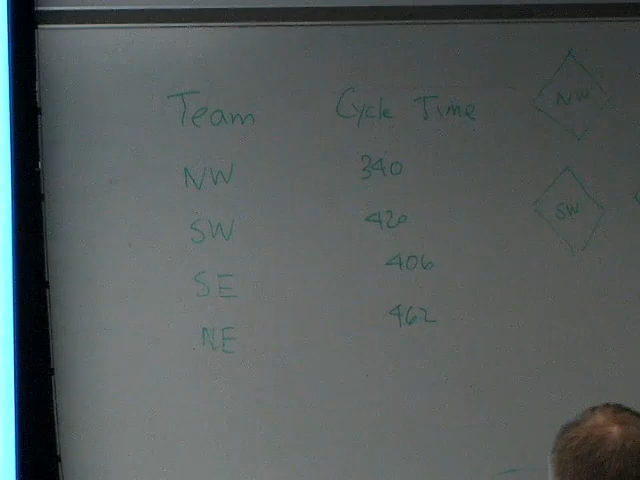 Team Cycle Time
NW 340
SW 420
SE 406
NE 462
NW
SW